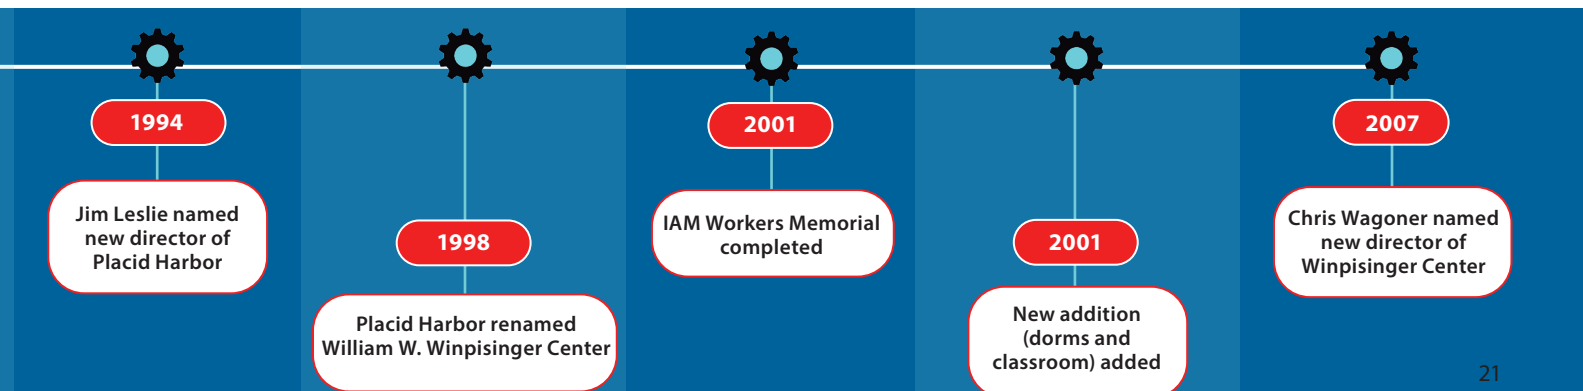 1994
Jim Leslie named
new director of
Placid Harbor
1998
Placid Harbor renamed
William W. Winpisinger Center
2001
IAM Workers Memorial
completed
2001
New addition
(dorms and
classroom) added
2007
Chris Wagoner named
new director of
Winpisinger Center
21